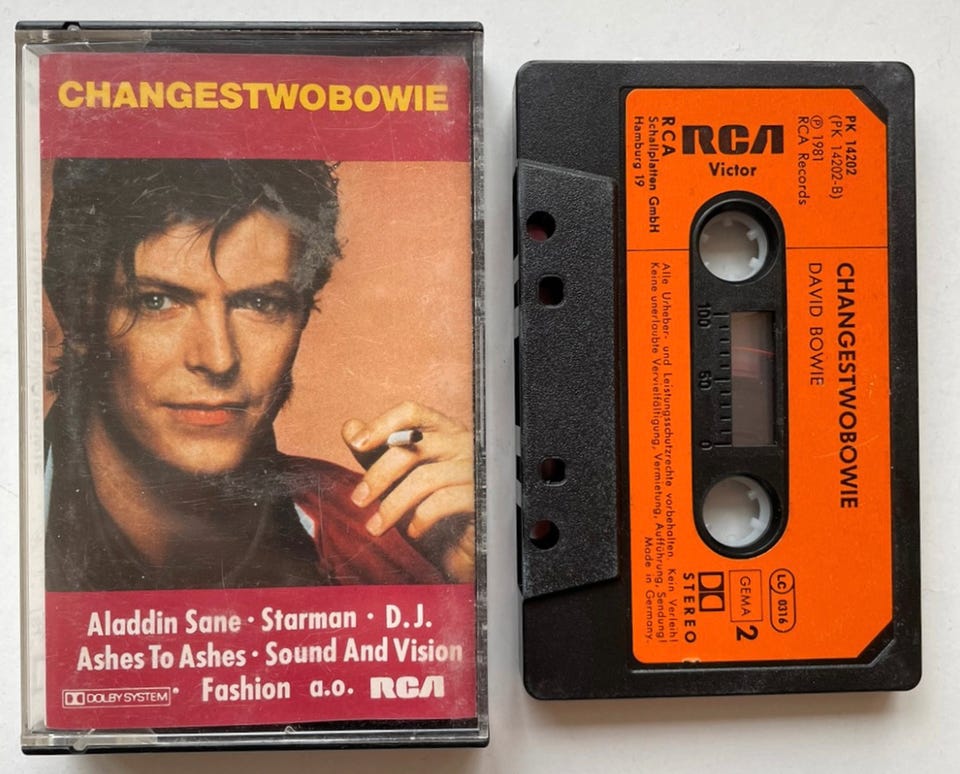 CHANGESTWOBOWIE
Aladdin Sane · Starman · D.J.
Ashes To Ashes · Sound And Vision
DOLBY SYSTEM® Fashion a.o. RCA
RCA
Victor
PK 14202
(PK 14202-B)
℗ 1981
RCA Records
RCA
Schallplatten GmbH
Hamburg 19
CHANGESTWOBOWIE
DAVID BOWIE
100 50 0
Alle Urheber- und Leistungsschutzrechte vorbehalten. Kein Verleih!
Keine unerlaubte Vervielfältigung, Vermietung, Aufführung, Sendung!
Made in Germany.
LC 0316
GEMA 2
STEREO